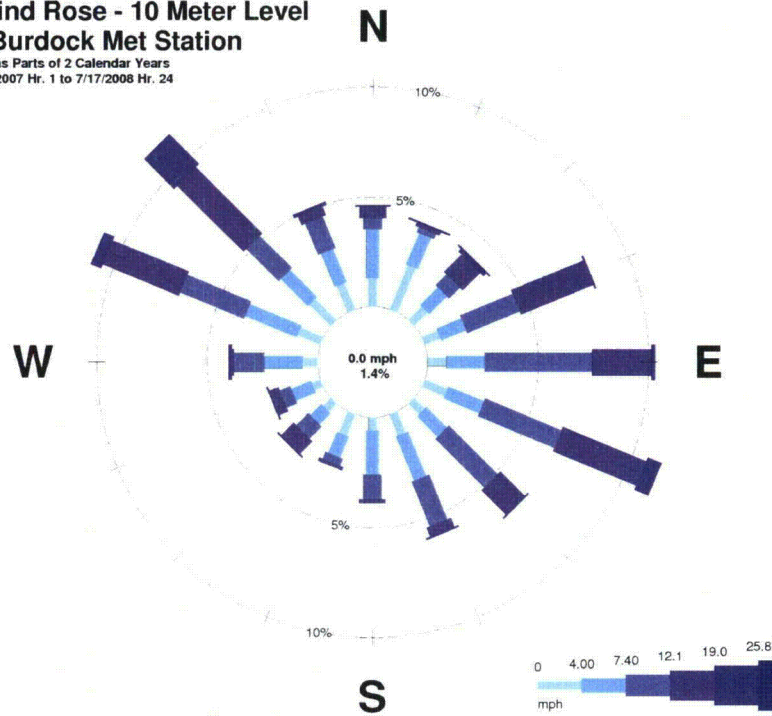 ind Rose - 10 Meter Level
Burdock Met Station
s Parts of 2 Calendar Years
2007 Hr. 1 to 7/17/2008 Hr. 24
N
10%
5%
W
0.0 mph
1.4%
E
5%
10%
S
0 4.00 7.40 12.1 19.0 25.8
mph